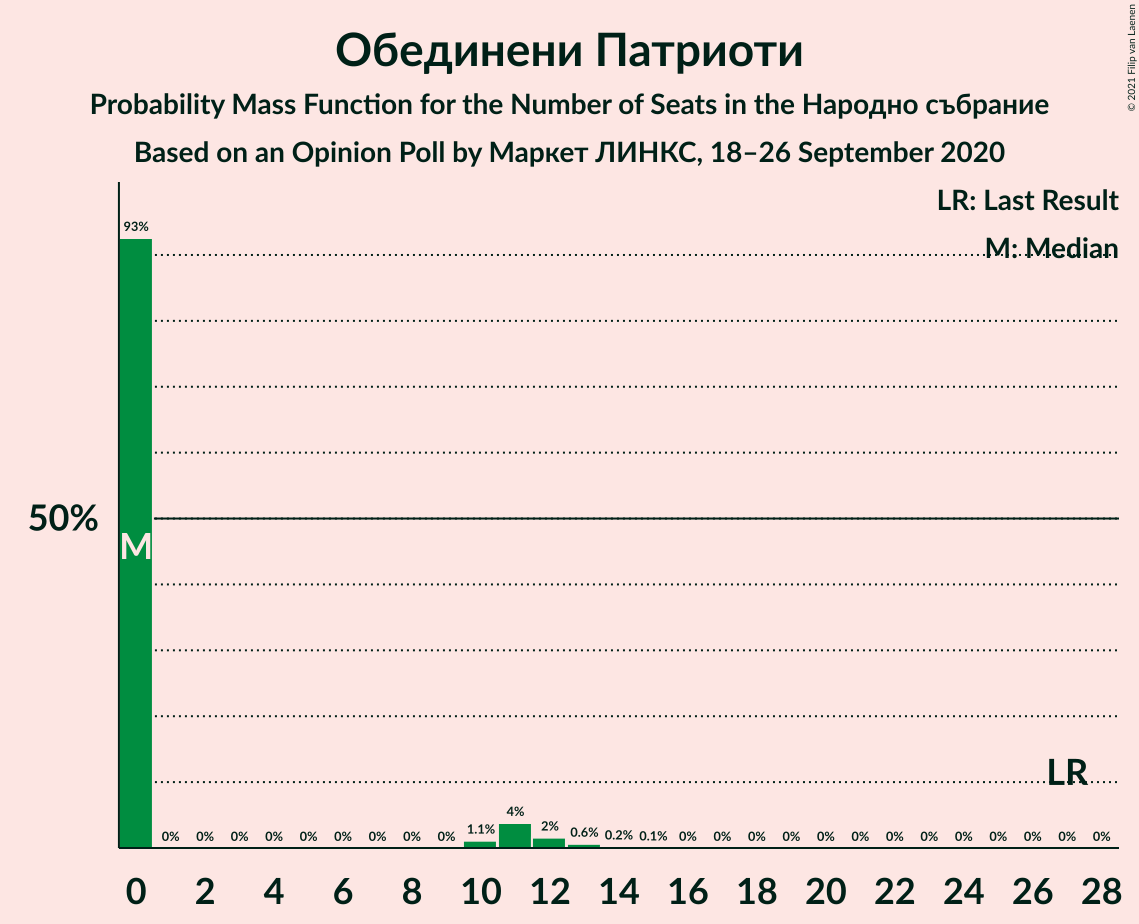 Обединени Патриоти
Probability Mass Function for the Number of Seats in the Народно събрание
Based on an Opinion Poll by Маркет ЛИНКС, 18–26 September 2020
© 2021 Filip van Laenen
LR: Last Result
M: Median
93%
50%
M
LR
0% 0% 0% 0% 0% 0% 0% 0% 0% 1.1% 4% 2% 0.6% 0.2% 0.1% 0% 0% 0% 0% 0% 0% 0% 0% 0% 0% 0% 0% 0%
0 2 4 6 8 10 12 14 16 18 20 22 24 26 28